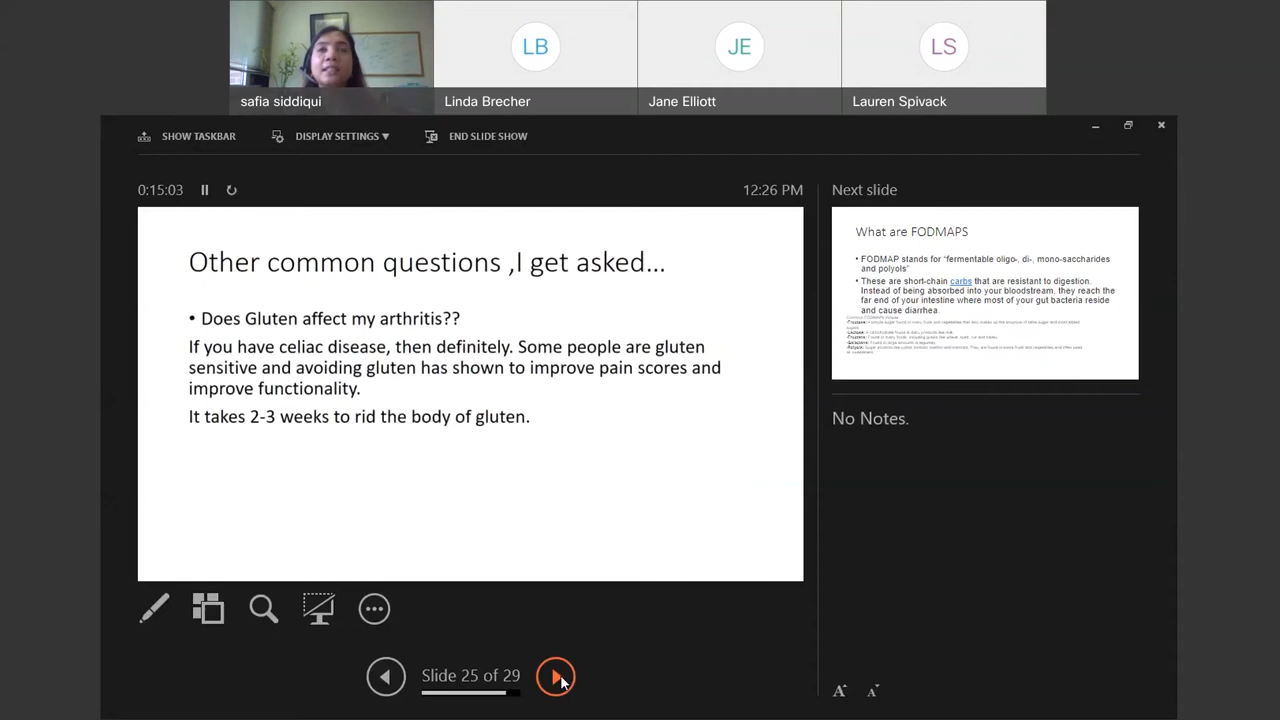 LB
JE
LS
safia siddiqui
Linda Brecher
Jane Elliott
Lauren Spivack
SHOW TASKBAR
DISPLAY SETTINGS ▾
END SLIDE SHOW
0:15:03
12:26 PM
Other common questions ,I get asked...
• Does Gluten affect my arthritis??
If you have celiac disease, then definitely. Some people are gluten
sensitive and avoiding gluten has shown to improve pain scores and
improve functionality.
It takes 2-3 weeks to rid the body of gluten.
Slide 25 of 29
Next slide
What are FODMAPS
• FODMAP stands for "fermentable oligo-, di-, mono-saccharides
and polyols"
• These are short-chain carbs that are resistant to digestion.
Instead of being absorbed into your bloodstream, they reach the
far end of your intestine where most of your gut bacteria reside
and cause diarrhea.
No Notes.
A
A